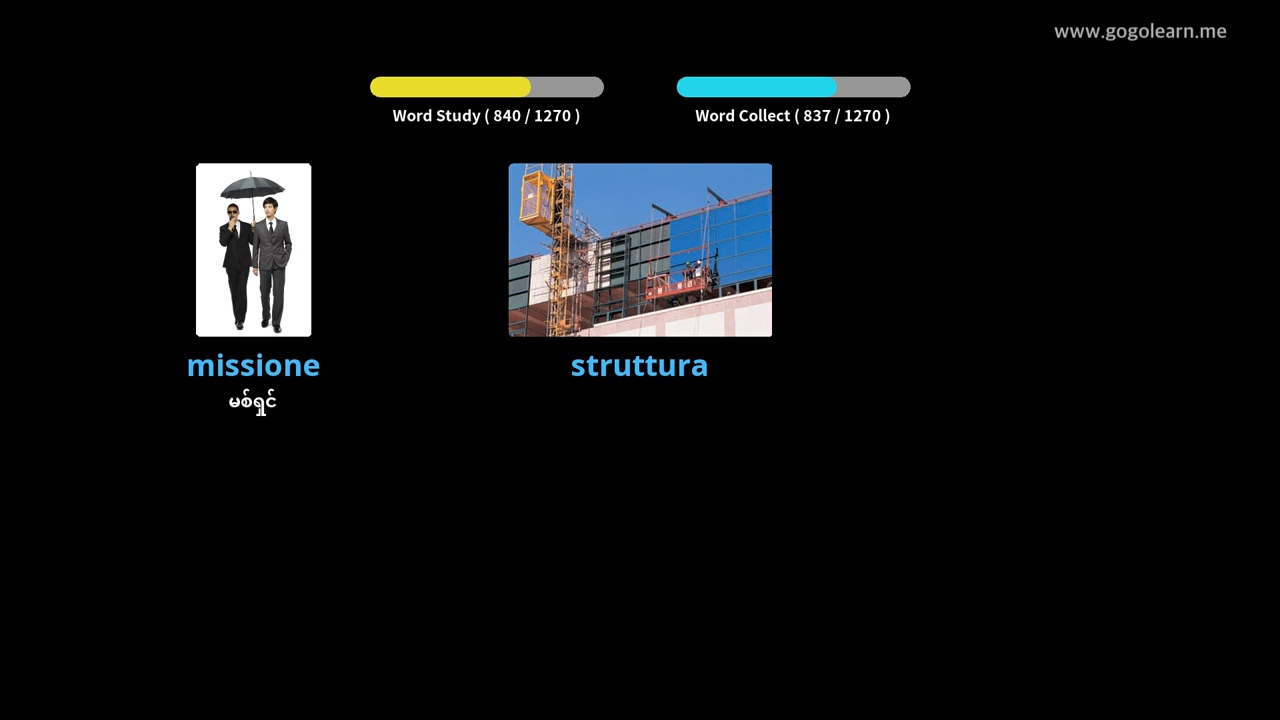 www.gogolearn.me
Word Study ( 840 / 1270 )
Word Collect ( 837 / 1270 )
missione
မစ်ရှင်
struttura